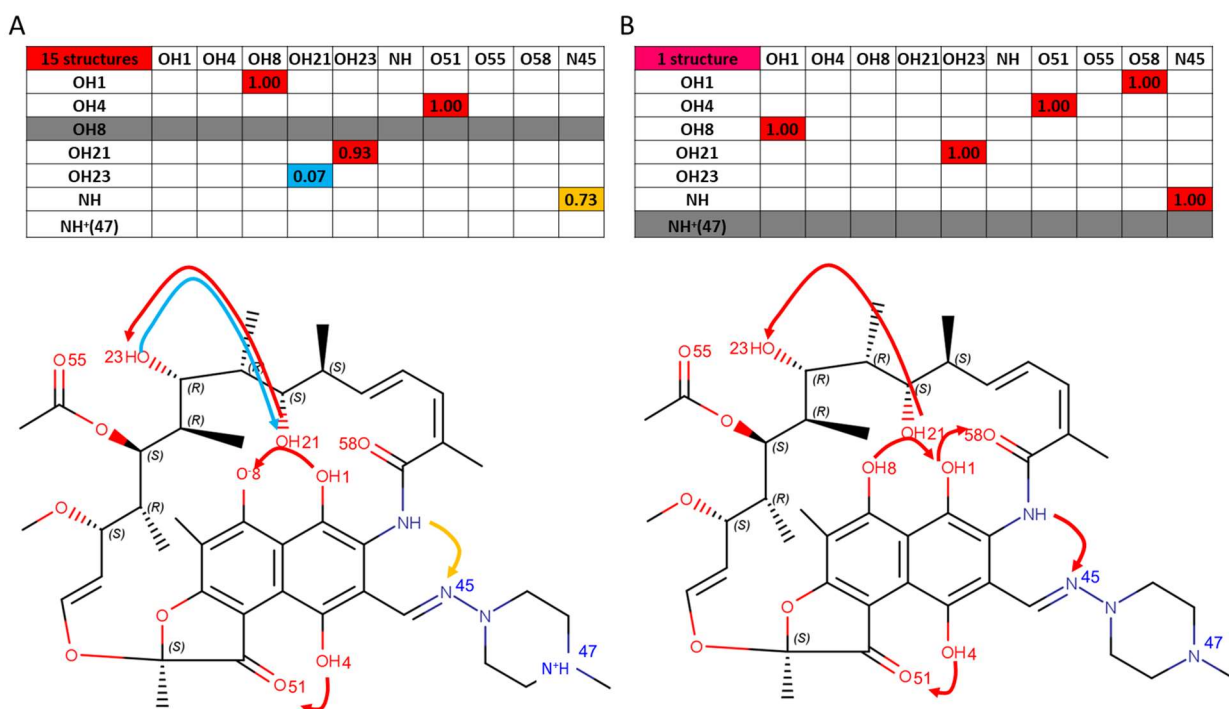 A
15 structures OH1 OH4 OH8 OH21 OH23 NH O51 O55 O58 N45
OH1 1.00
OH4 1.00
OH8
OH21 0.93
OH23 0.07
NH 0.73
NH+(47)
23HO
O55
(R)
(R)
(S)
(R)
O
(S)
OH21
58O
O-8
OH1
O
(R)
(S)
NH
N 45
N
O
(S)
O
OH4
47
N+H
O51
B
1 structure OH1 OH4 OH8 OH21 OH23 NH O51 O55 O58 N45
OH1 1.00
OH4 1.00
OH8 1.00
OH21 1.00
OH23
NH 1.00
NH+(47)
23HO
O55
(R)
(R)
(S)
(R)
O
(S)
OH21
58O
OH8
OH1
O
(R)
(S)
NH
N 45
N
O
(S)
O
OH4
47
N
O51